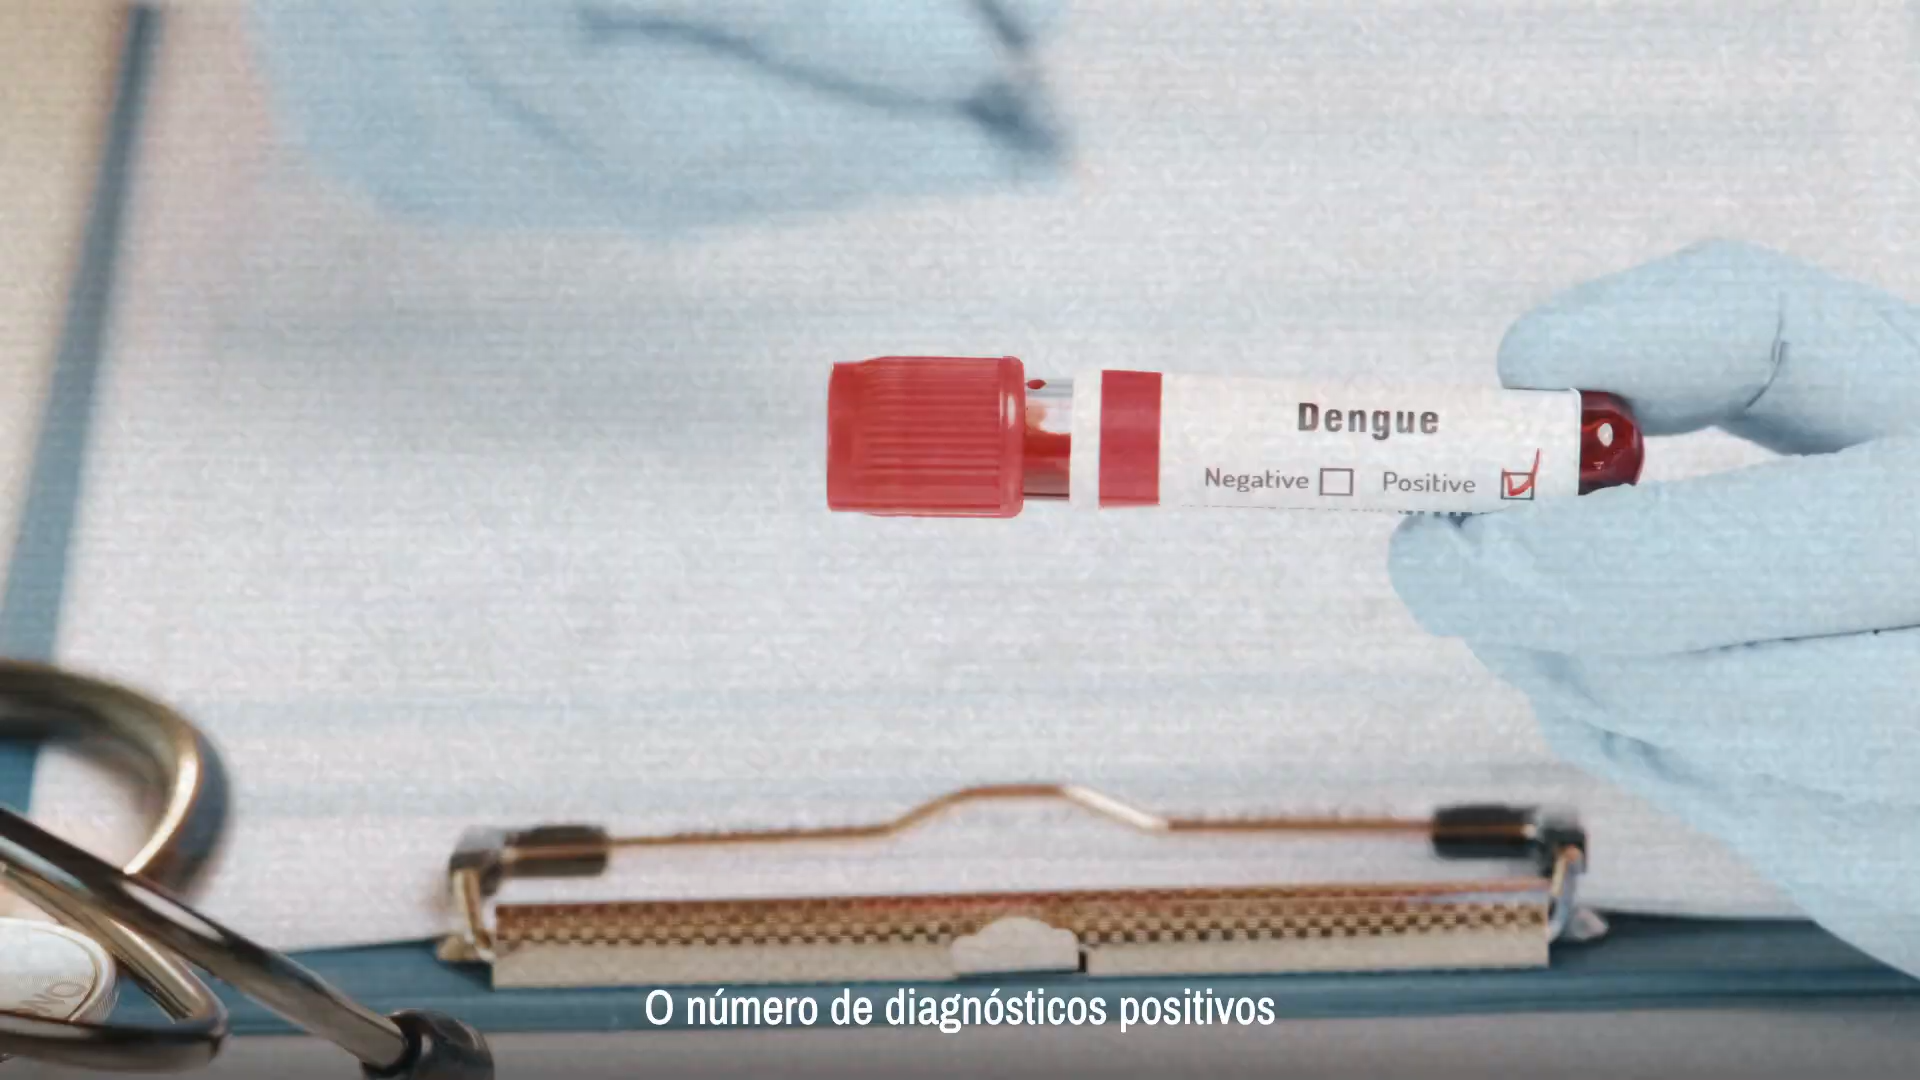 Dengue
Negative Positive
O número de diagnósticos positivos